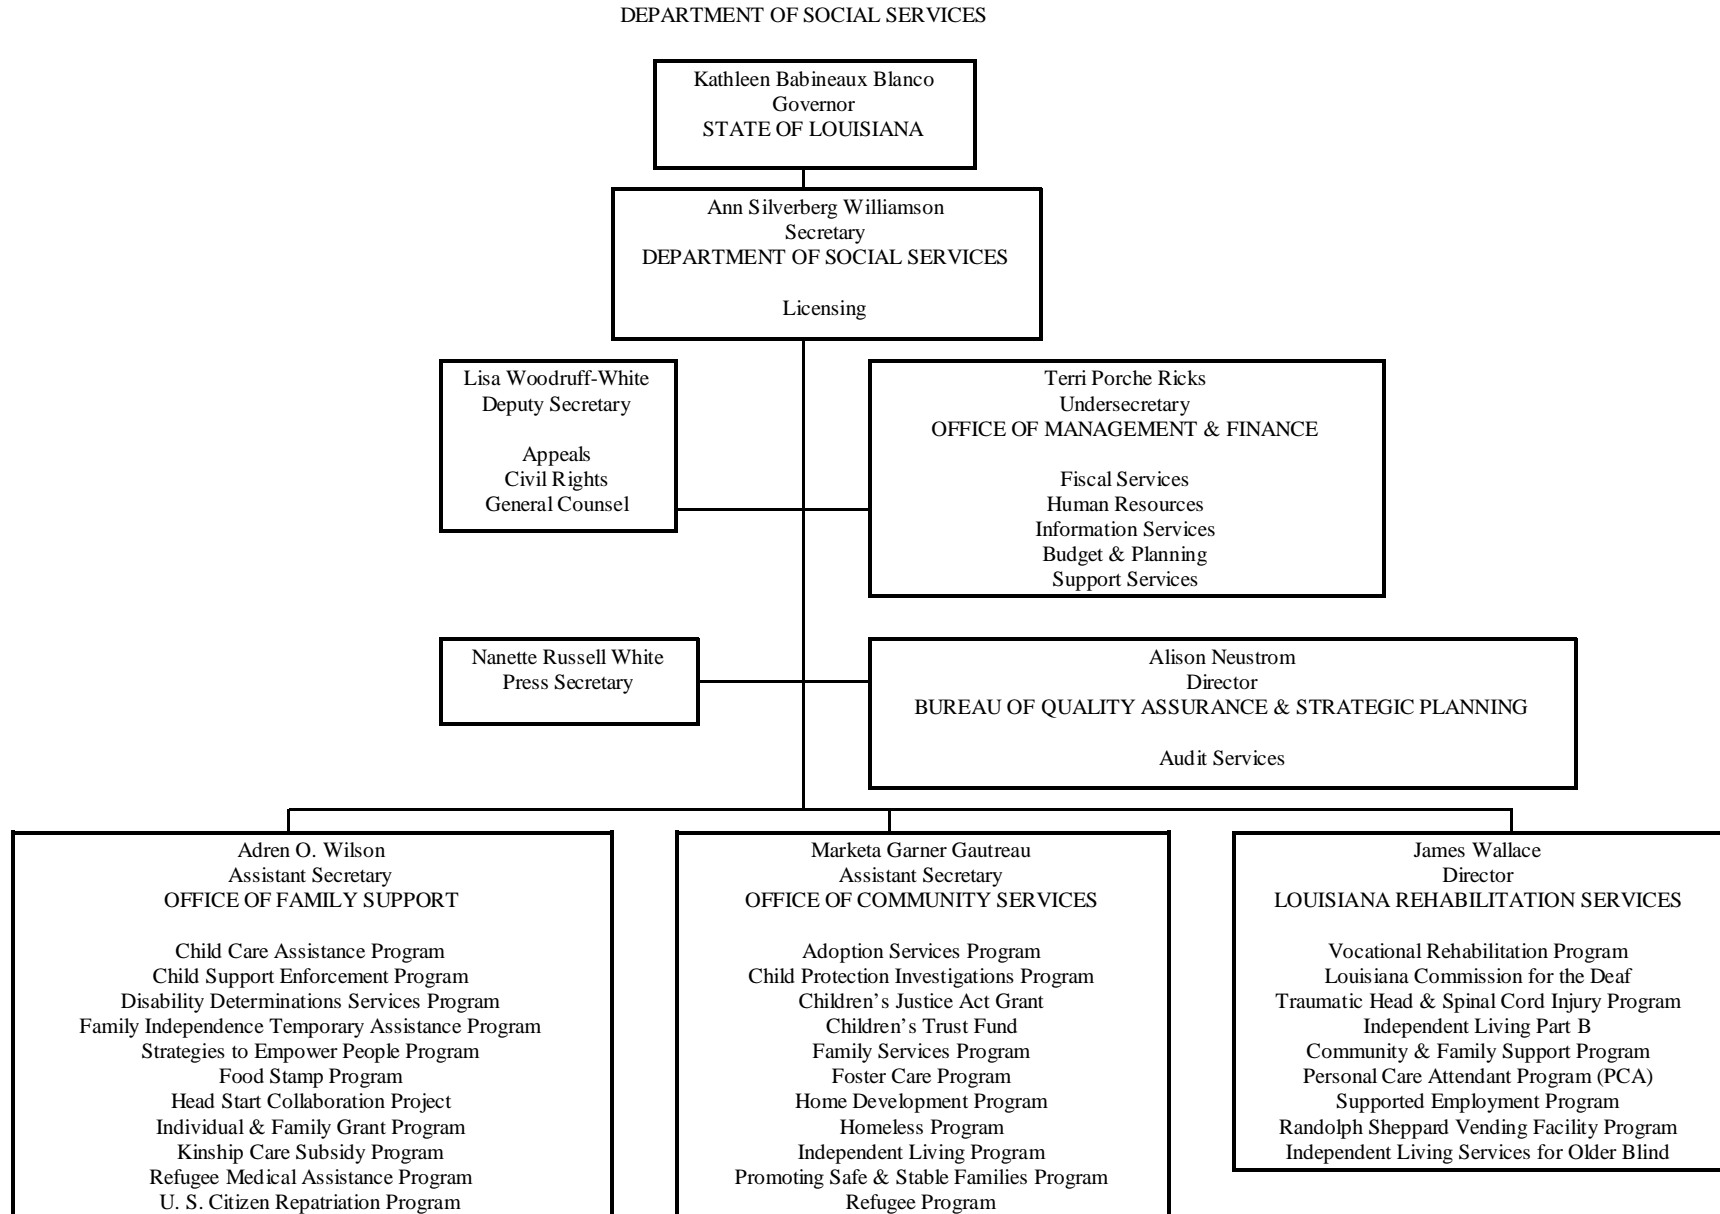 DEPARTMENT OF SOCIAL SERVICES
Kathleen Babineaux Blanco
Governor
STATE OF LOUISIANA
Ann Silverberg Williamson
Secretary
DEPARTMENT OF SOCIAL SERVICES
Licensing
Lisa Woodruff-White
Deputy Secretary
Appeals
Civil Rights
General Counsel
Terri Porche Ricks
Undersecretary
OFFICE OF MANAGEMENT & FINANCE
Fiscal Services
Human Resources
Information Services
Budget & Planning
Support Services
Nanette Russell White
Press Secretary
Alison Neustrom
Director
BUREAU OF QUALITY ASSURANCE & STRATEGIC PLANNING
Audit Services
Adren O. Wilson
Assistant Secretary
OFFICE OF FAMILY SUPPORT
Child Care Assistance Program
Child Support Enforcement Program
Disability Determinations Services Program
Family Independence Temporary Assistance Program
Strategies to Empower People Program
Food Stamp Program
Head Start Collaboration Project
Individual & Family Grant Program
Kinship Care Subsidy Program
Refugee Medical Assistance Program
U. S. Citizen Repatriation Program
Marketa Garner Gautreau
Assistant Secretary
OFFICE OF COMMUNITY SERVICES
Adoption Services Program
Child Protection Investigations Program
Children’s Justice Act Grant
Children’s Trust Fund
Family Services Program
Foster Care Program
Home Development Program
Homeless Program
Independent Living Program
Promoting Safe & Stable Families Program
Refugee Program
James Wallace
Director
LOUISIANA REHABILITATION SERVICES
Vocational Rehabilitation Program
Louisiana Commission for the Deaf
Traumatic Head & Spinal Cord Injury Program
Independent Living Part B
Community & Family Support Program
Personal Care Attendant Program (PCA)
Supported Employment Program
Randolph Sheppard Vending Facility Program
Independent Living Services for Older Blind